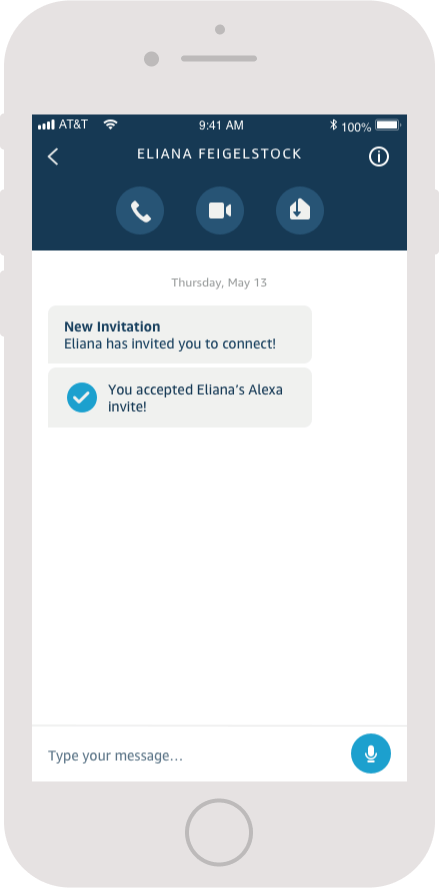 AT&T 9:41 AM 100%
ELIANA FEIGELSTOCK
Thursday, May 13
New Invitation
Eliana has invited you to connect!
You accepted Eliana’s Alexa
invite!
Type your message...